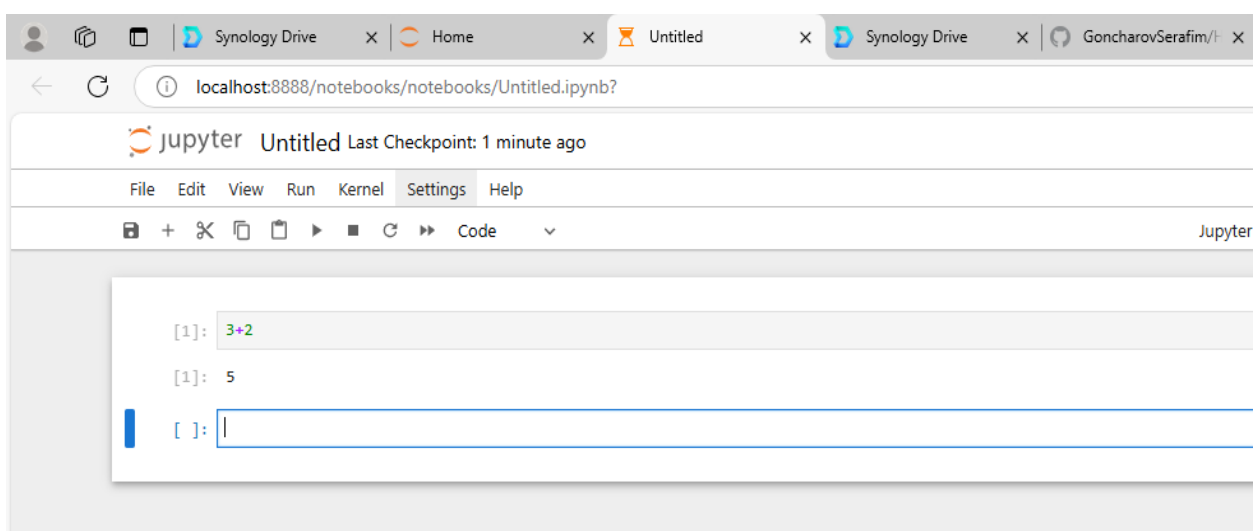 Synology Drive Home Untitled Synology Drive GoncharovSerafim/H
localhost:8888/notebooks/notebooks/Untitled.ipynb?
jupyter Untitled Last Checkpoint: 1 minute ago
File Edit View Run Kernel Settings Help
Code Jupyter
[1]: 3+2
[1]: 5
[ ]: